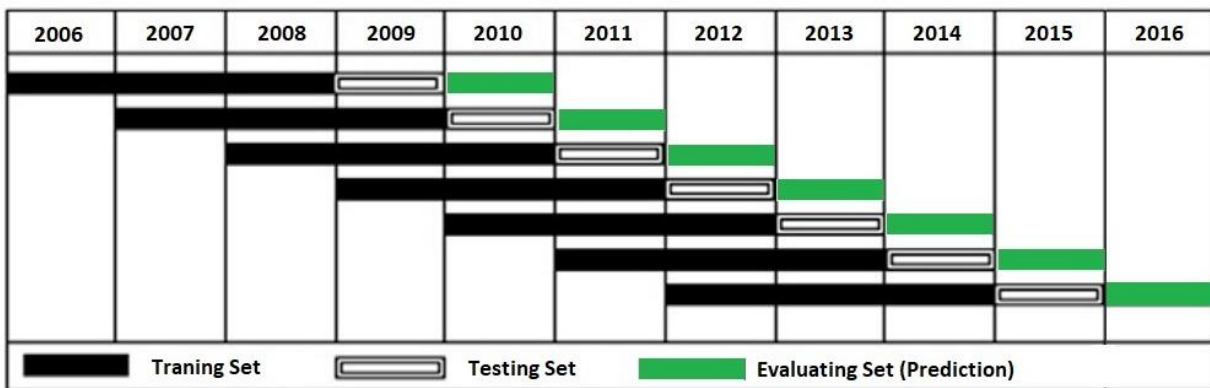 2006 2007 2008 2009 2010 2011 2012 2013 2014 2015 2016
Traning Set Testing Set Evaluating Set (Prediction)